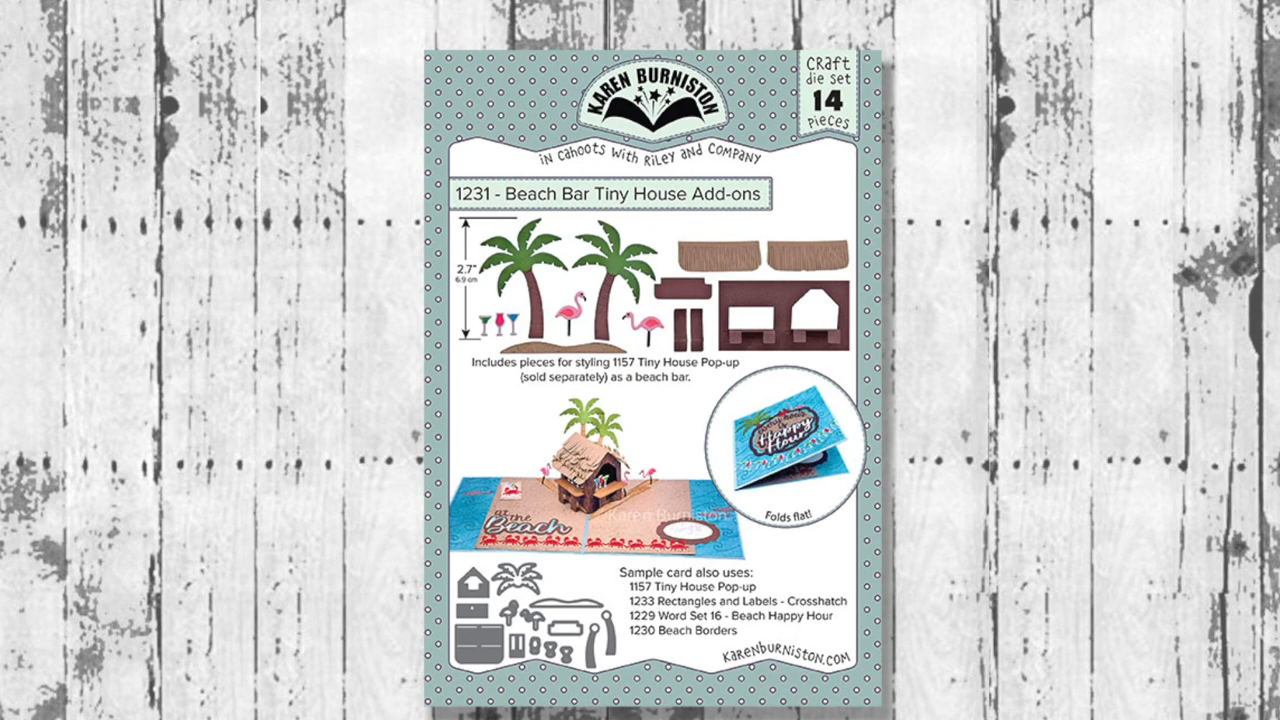 KAREN BURNISTON
CRAft
die set
14
pieces
in cahoots with Riley and Company
1231 - Beach Bar Tiny House Add-ons
2.7"
6.9 cm
Includes pieces for styling 1157 Tiny House Pop-up
(sold separately) as a beach bar.
Happy
Hour
Folds flat!
at
the
Beach
Karen Burniston
Sample card also uses:
1157 Tiny House Pop-up
1233 Rectangles and Labels - Crosshatch
1229 Word Set 16 - Beach Happy Hour
1230 Beach Borders
KarenBurniston.com